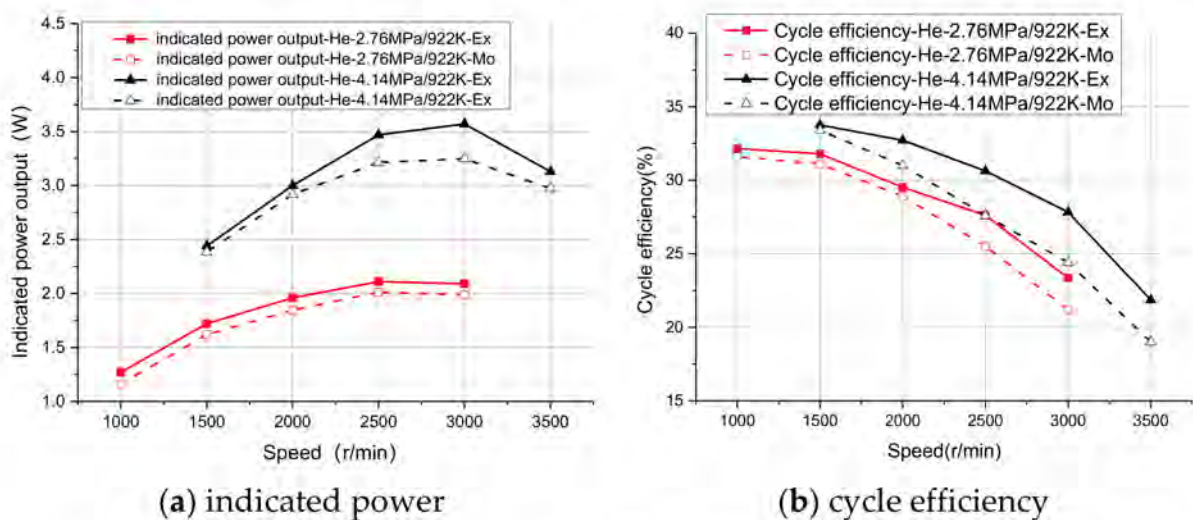 indicated power output-He-2.76MPa/922K-Ex
indicated power output-He-2.76MPa/922K-Mo
indicated power output-He-4.14MPa/922K-Ex
indicated power output-He-4.14MPa/922K-Ex
4.5
4.0
3.5
3.0
2.5
2.0
1.5
1.0
Indicated power output (W)
1000 1500 2000 2500 3000 3500
Speed (r/min)
(a) indicated power
Cycle efficiency-He-2.76MPa/922K-Ex
Cycle efficiency-He-2.76MPa/922K-Mo
Cycle efficiency-He-4.14MPa/922K-Ex
Cycle efficiency-He-4.14MPa/922K-Mo
40
35
30
25
20
15
Cycle efficiency(%)
1000 1500 2000 2500 3000 3500
Speed(r/min)
(b) cycle efficiency